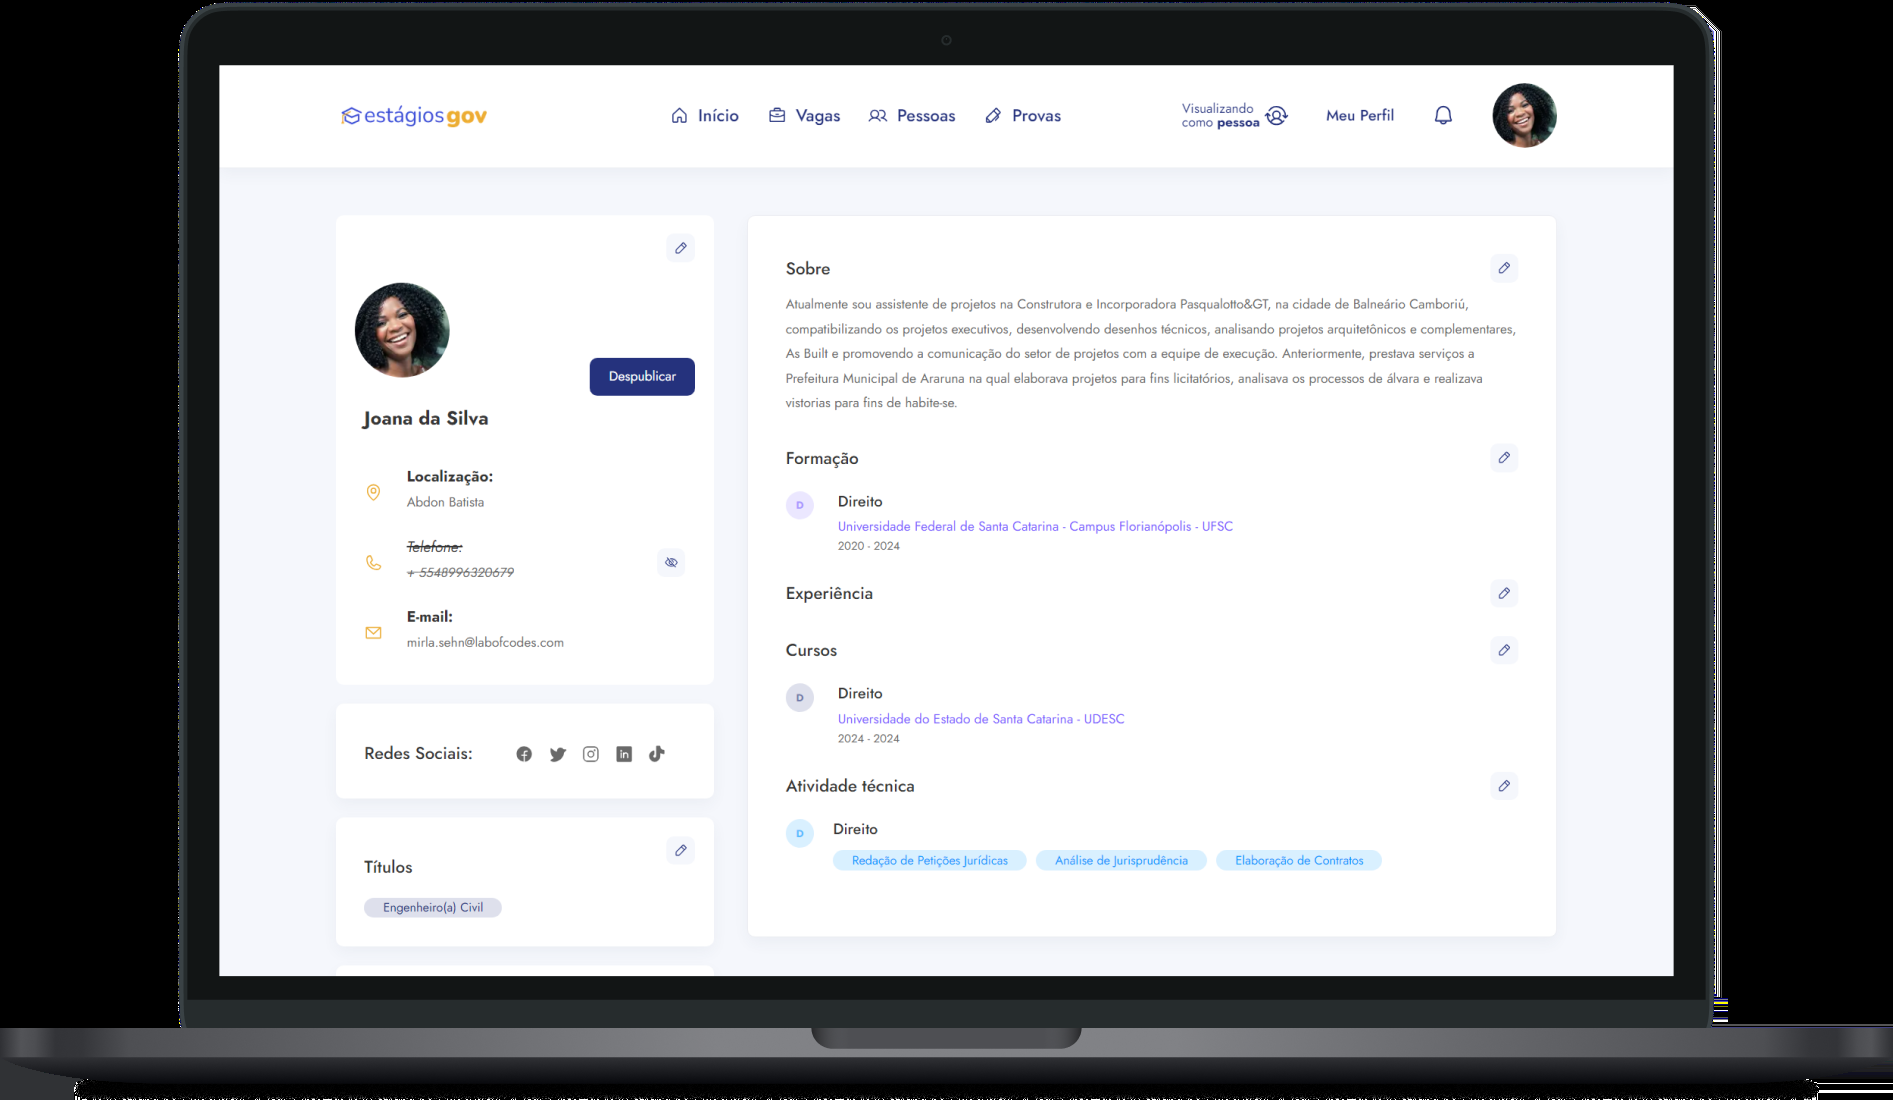 estágios gov
Início
Vagas
Pessoas
Provas
Visualizando
como pessoa
Meu Perfil
Despublicar
Joana da Silva
Localização:
Abdon Batista
Telefone:
+ 5548996320679
E-mail:
mirla.sehn@labofcodes.com
Redes Sociais:
Títulos
Engenheiro(a) Civil
Sobre
Atualmente sou assistente de projetos na Construtora e Incorporadora Pasqualotto&GT, na cidade de Balneário Camboriú,
compatibilizando os projetos executivos, desenvolvendo desenhos técnicos, analisando projetos arquitetônicos e complementares,
As Built e promovendo a comunicação do setor de projetos com a equipe de execução. Anteriormente, prestava serviços a
Prefeitura Municipal de Araruna na qual elaborava projetos para fins licitatórios, analisava os processos de álvara e realizava
vistorias para fins de habite-se.
Formação
D
Direito
Universidade Federal de Santa Catarina - Campus Florianópolis - UFSC
2020 - 2024
Experiência
Cursos
D
Direito
Universidade do Estado de Santa Catarina - UDESC
2024 - 2024
Atividade técnica
D
Direito
Redação de Petições Jurídicas
Análise de Jurisprudência
Elaboração de Contratos